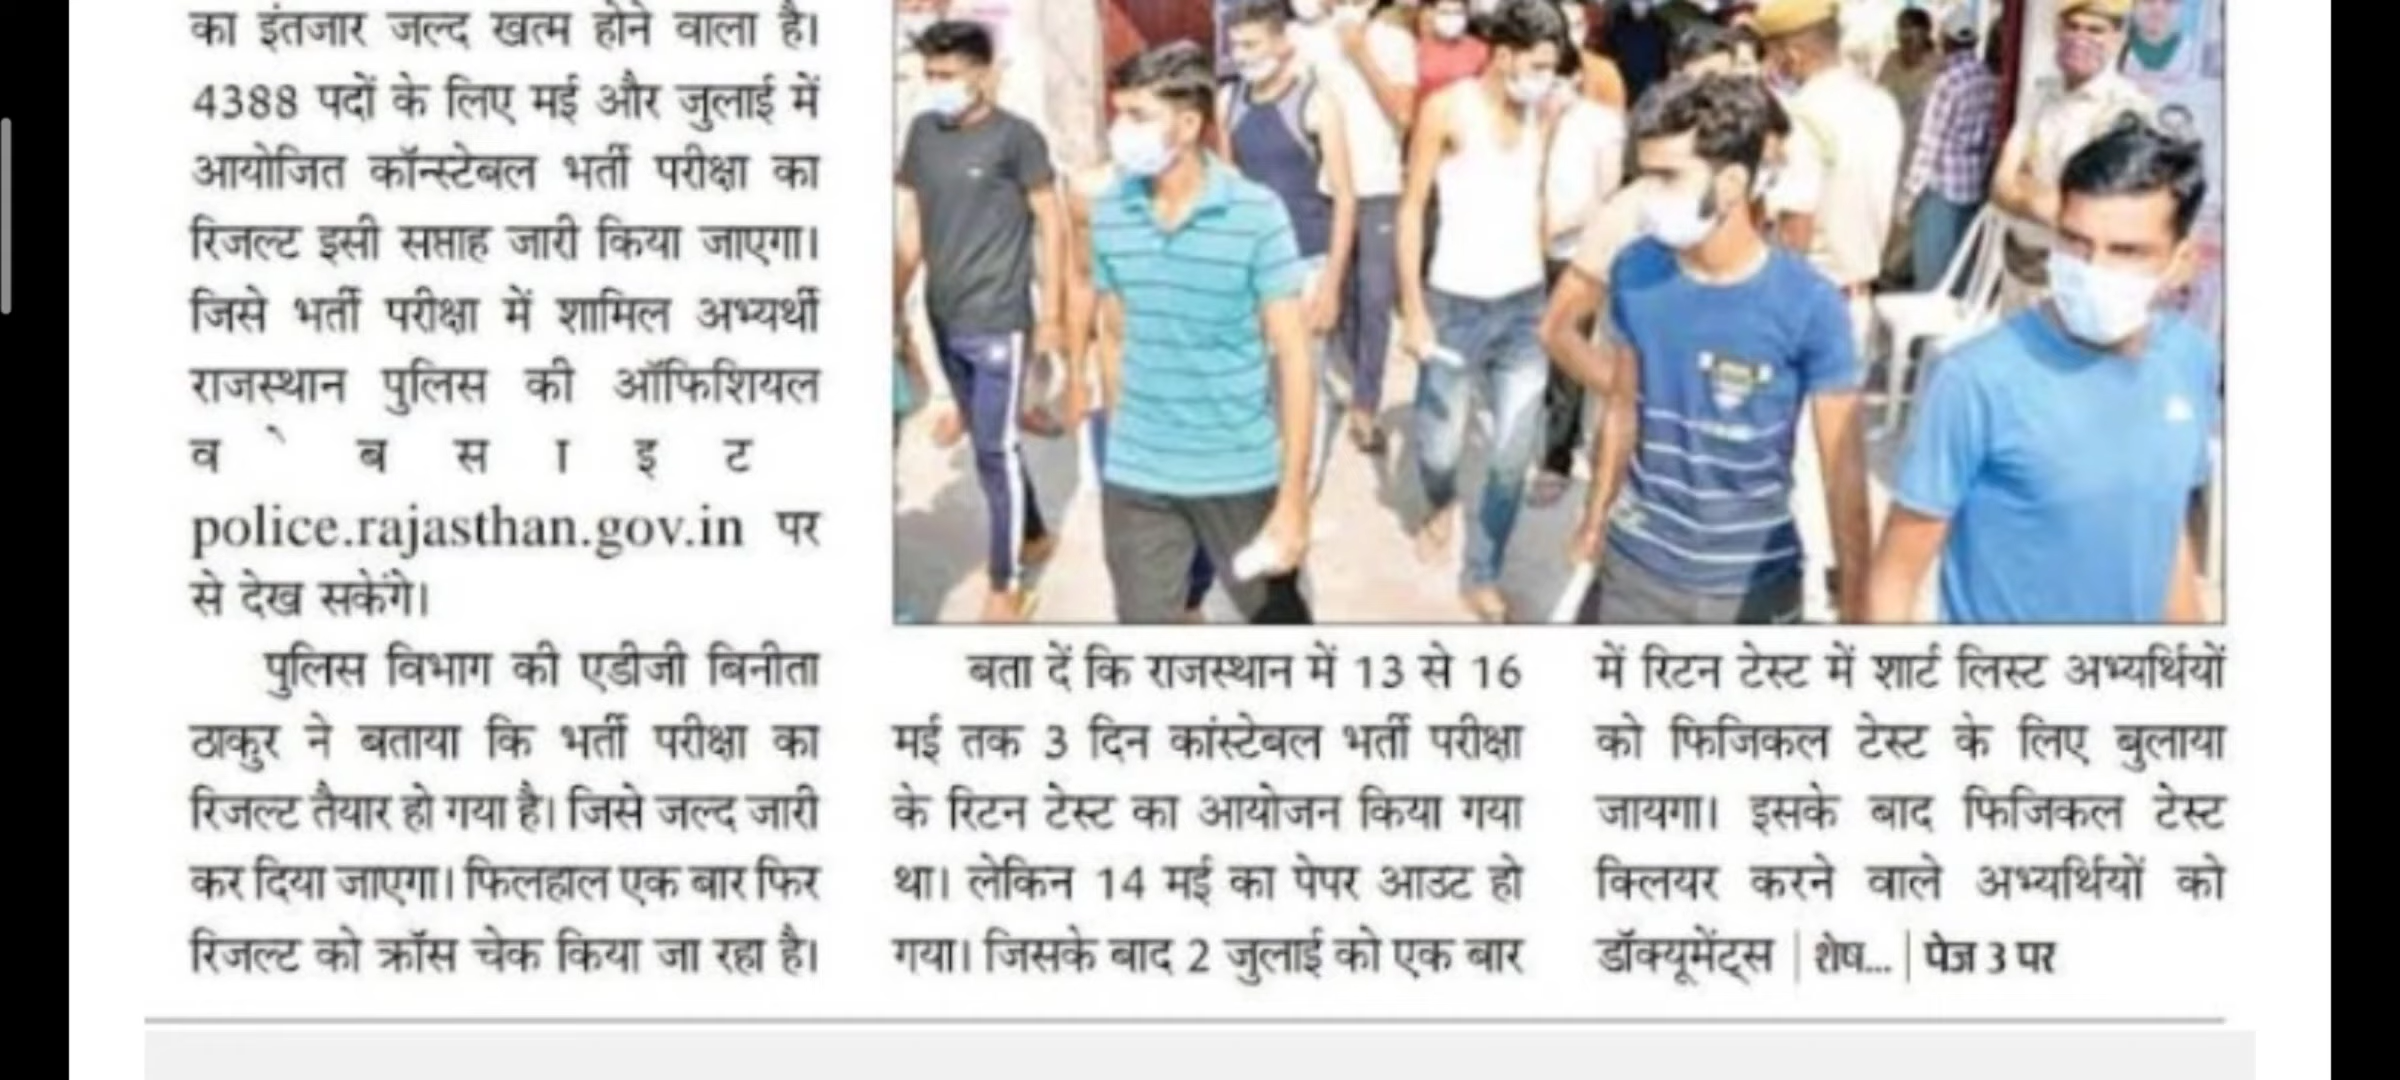 का इंतजार जल्द खत्म होने वाला है।
4388 पदों के लिए मई और जुलाई में
आयोजित कॉन्स्टेबल भर्ती परीक्षा का
रिजल्ट इसी सप्ताह जारी किया जाएगा।
जिसे भर्ती परीक्षा में शामिल अभ्यर्थी
राजस्थान पुलिस की ऑफिशियल
व े ब स ा इ ट
police.rajasthan.gov.in पर
से देख सकेंगे।
पुलिस विभाग की एडीजी बिनीता
ठाकुर ने बताया कि भर्ती परीक्षा का
रिजल्ट तैयार हो गया है। जिसे जल्द जारी
कर दिया जाएगा। फिलहाल एक बार फिर
रिजल्ट को क्रॉस चेक किया जा रहा है।
बता दें कि राजस्थान में 13 से 16
मई तक 3 दिन कांस्टेबल भर्ती परीक्षा
के रिटन टेस्ट का आयोजन किया गया
था। लेकिन 14 मई का पेपर आउट हो
गया। जिसके बाद 2 जुलाई को एक बार
में रिटन टेस्ट में शार्ट लिस्ट अभ्यर्थियों
को फिजिकल टेस्ट के लिए बुलाया
जायगा। इसके बाद फिजिकल टेस्ट
क्लियर करने वाले अभ्यर्थियों को
डॉक्यूमेंट्स | शेष... | पेज 3 पर